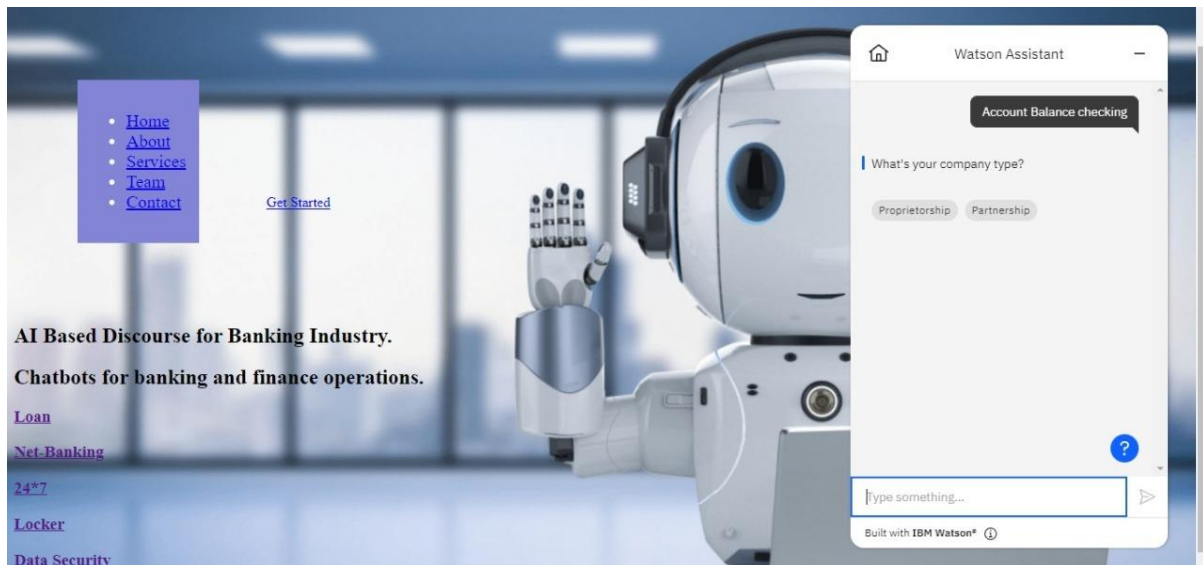 Home
About
Services
Team
Contact
Get Started
AI Based Discourse for Banking Industry.
Chatbots for banking and finance operations.
Loan
Net-Banking
24*7
Locker
Data Security
Watson Assistant
Account Balance checking
What's your company type?
Proprietorship Partnership
?
Type something...
Built with IBM Watson®